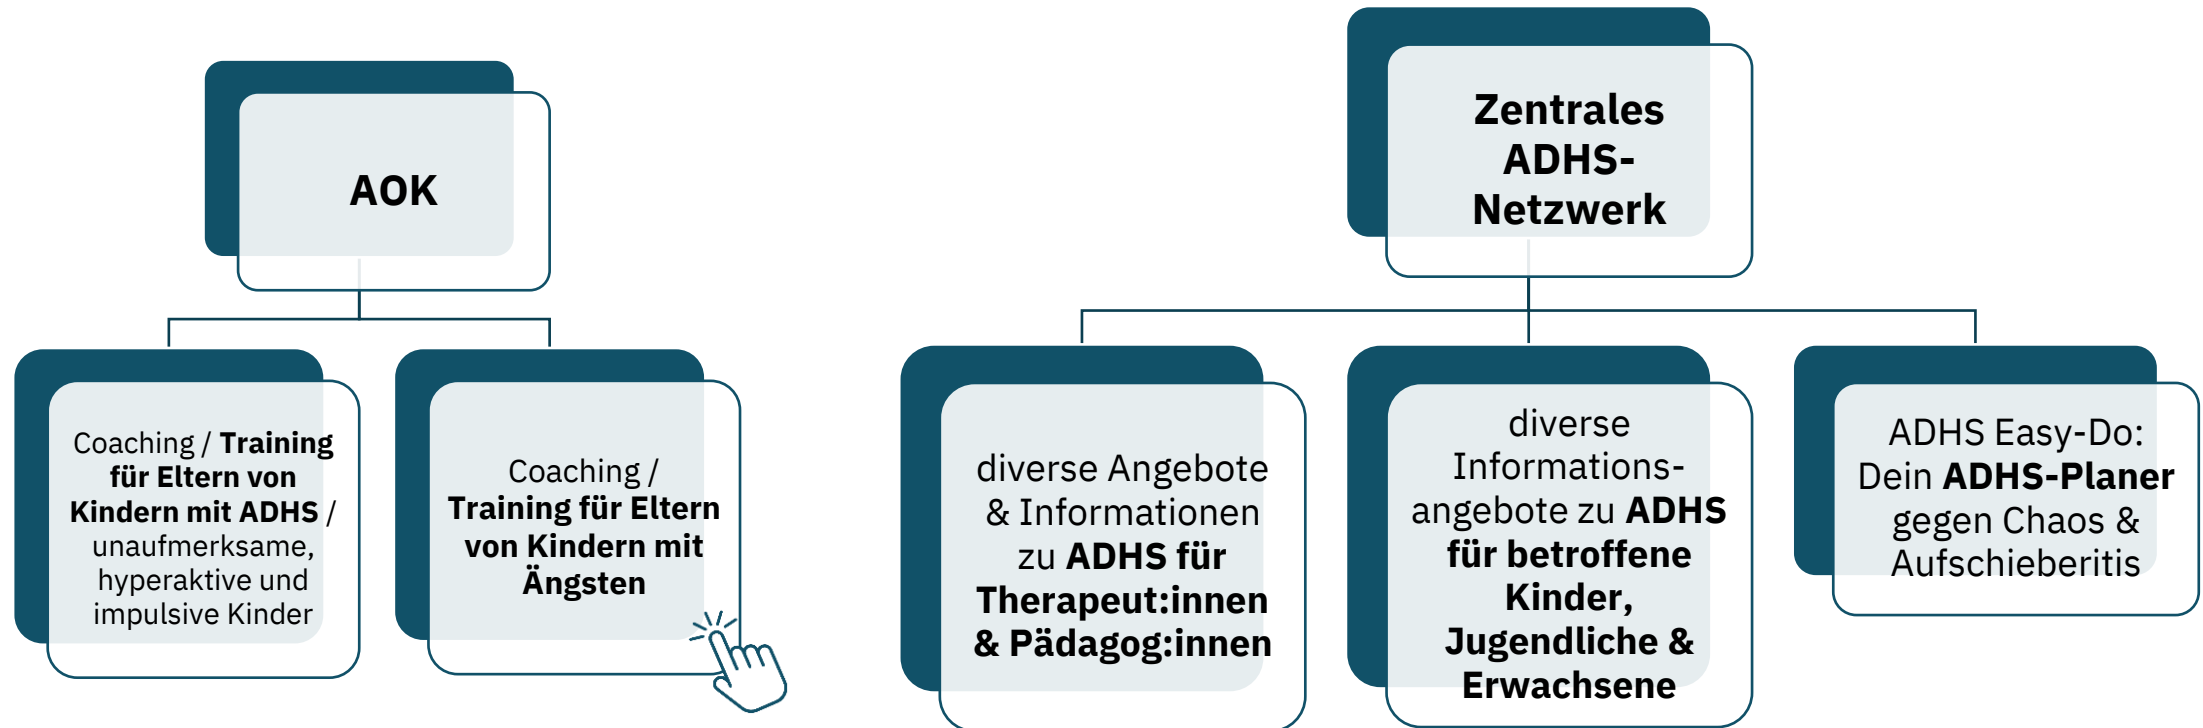 AOK
Coaching / Training
für Eltern von
Kindern mit ADHS /
unaufmerksame,
hyperaktive und
impulsive Kinder
Coaching /
Training für Eltern
von Kindern mit
Ängsten
Zentrales
ADHS-
Netzwerk
diverse Angebote
& Informationen
zu ADHS für
Therapeut:innen
& Pädagog:innen
diverse
Informations-
angebote zu ADHS
für betroffene
Kinder,
Jugendliche &
Erwachsene
ADHS Easy-Do:
Dein ADHS-Planer
gegen Chaos &
Aufschieberitis